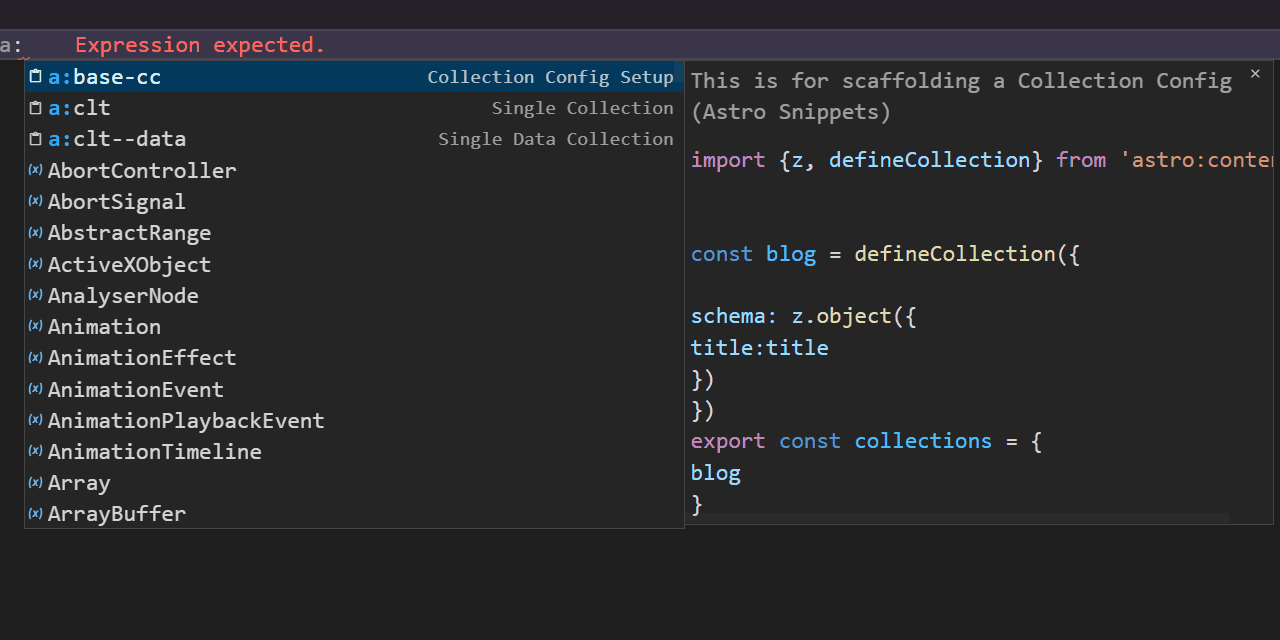 a: Expression expected.
a:base-cc Collection Config Setup
a:clt Single Collection
a:clt--data Single Data Collection
(x) AbortController
(x) AbortSignal
(x) AbstractRange
(x) ActiveXObject
(x) AnalyserNode
(x) Animation
(x) AnimationEffect
(x) AnimationEvent
(x) AnimationPlaybackEvent
(x) AnimationTimeline
(x) Array
(x) ArrayBuffer
This is for scaffolding a Collection Config ×
(Astro Snippets)
import {z, defineCollection} from 'astro:conter
const blog = defineCollection({
schema: z.object({
title:title
})
})
export const collections = {
blog
}